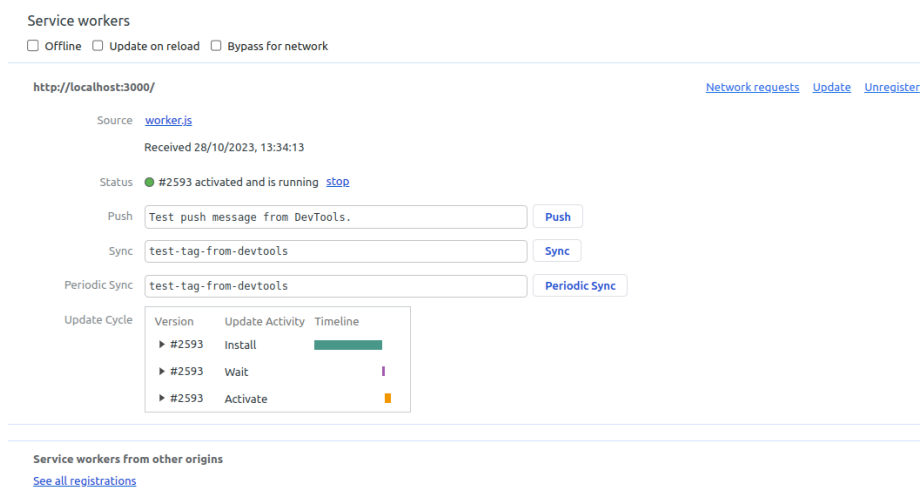 Service workers
Offline Update on reload Bypass for network
http://localhost:3000/ Network requests Update Unregister
Source worker.js
Received 28/10/2023, 13:34:13
Status #2593 activated and is running stop
Push Test push message from DevTools. Push
Sync test-tag-from-devtools Sync
Periodic Sync test-tag-from-devtools Periodic Sync
Update Cycle Version Update Activity Timeline
#2593 Install
#2593 Wait
#2593 Activate
Service workers from other origins
See all registrations